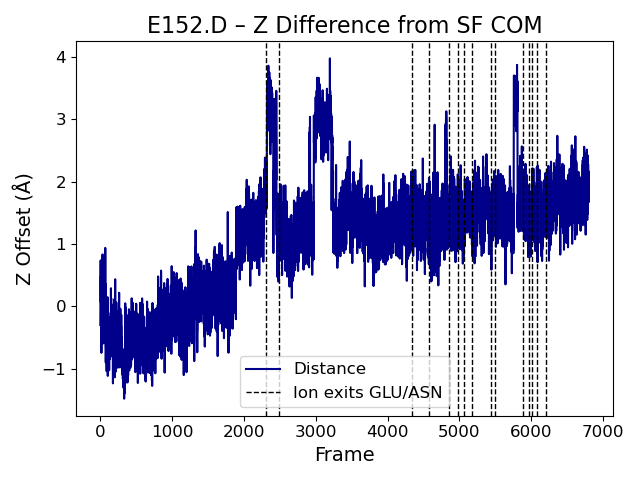 E152.D – Z Difference from SF COM
Z Offset (Å)
4
3
2
1
0
−1
Distance
Ion exits GLU/ASN
0 1000 2000 3000 4000 5000 6000 7000
Frame